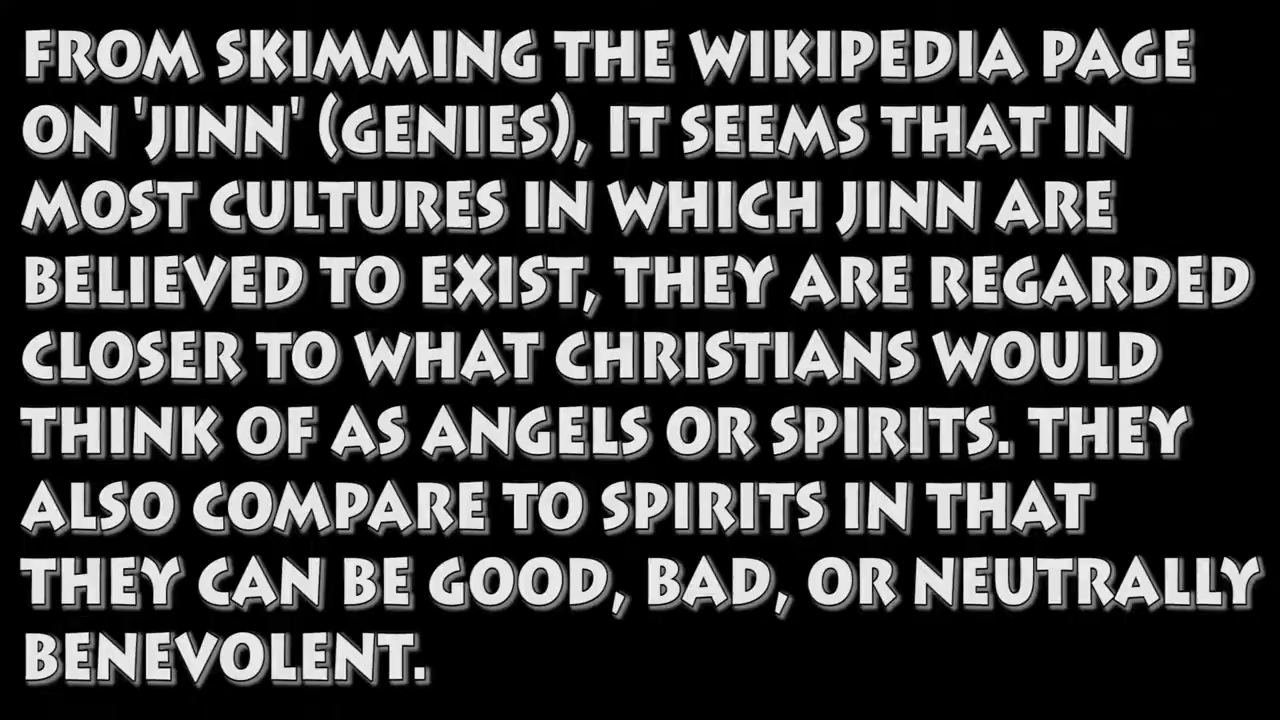 FROM SKIMMING THE WIKIPEDIA PAGE
ON 'JINN' (GENIES), IT SEEMS THAT IN
MOST CULTURES IN WHICH JINN ARE
BELIEVED TO EXIST, THEY ARE REGARDED
CLOSER TO WHAT CHRISTIANS WOULD
THINK OF AS ANGELS OR SPIRITS. THEY
ALSO COMPARE TO SPIRITS IN THAT
THEY CAN BE GOOD, BAD, OR NEUTRALLY
BENEVOLENT.